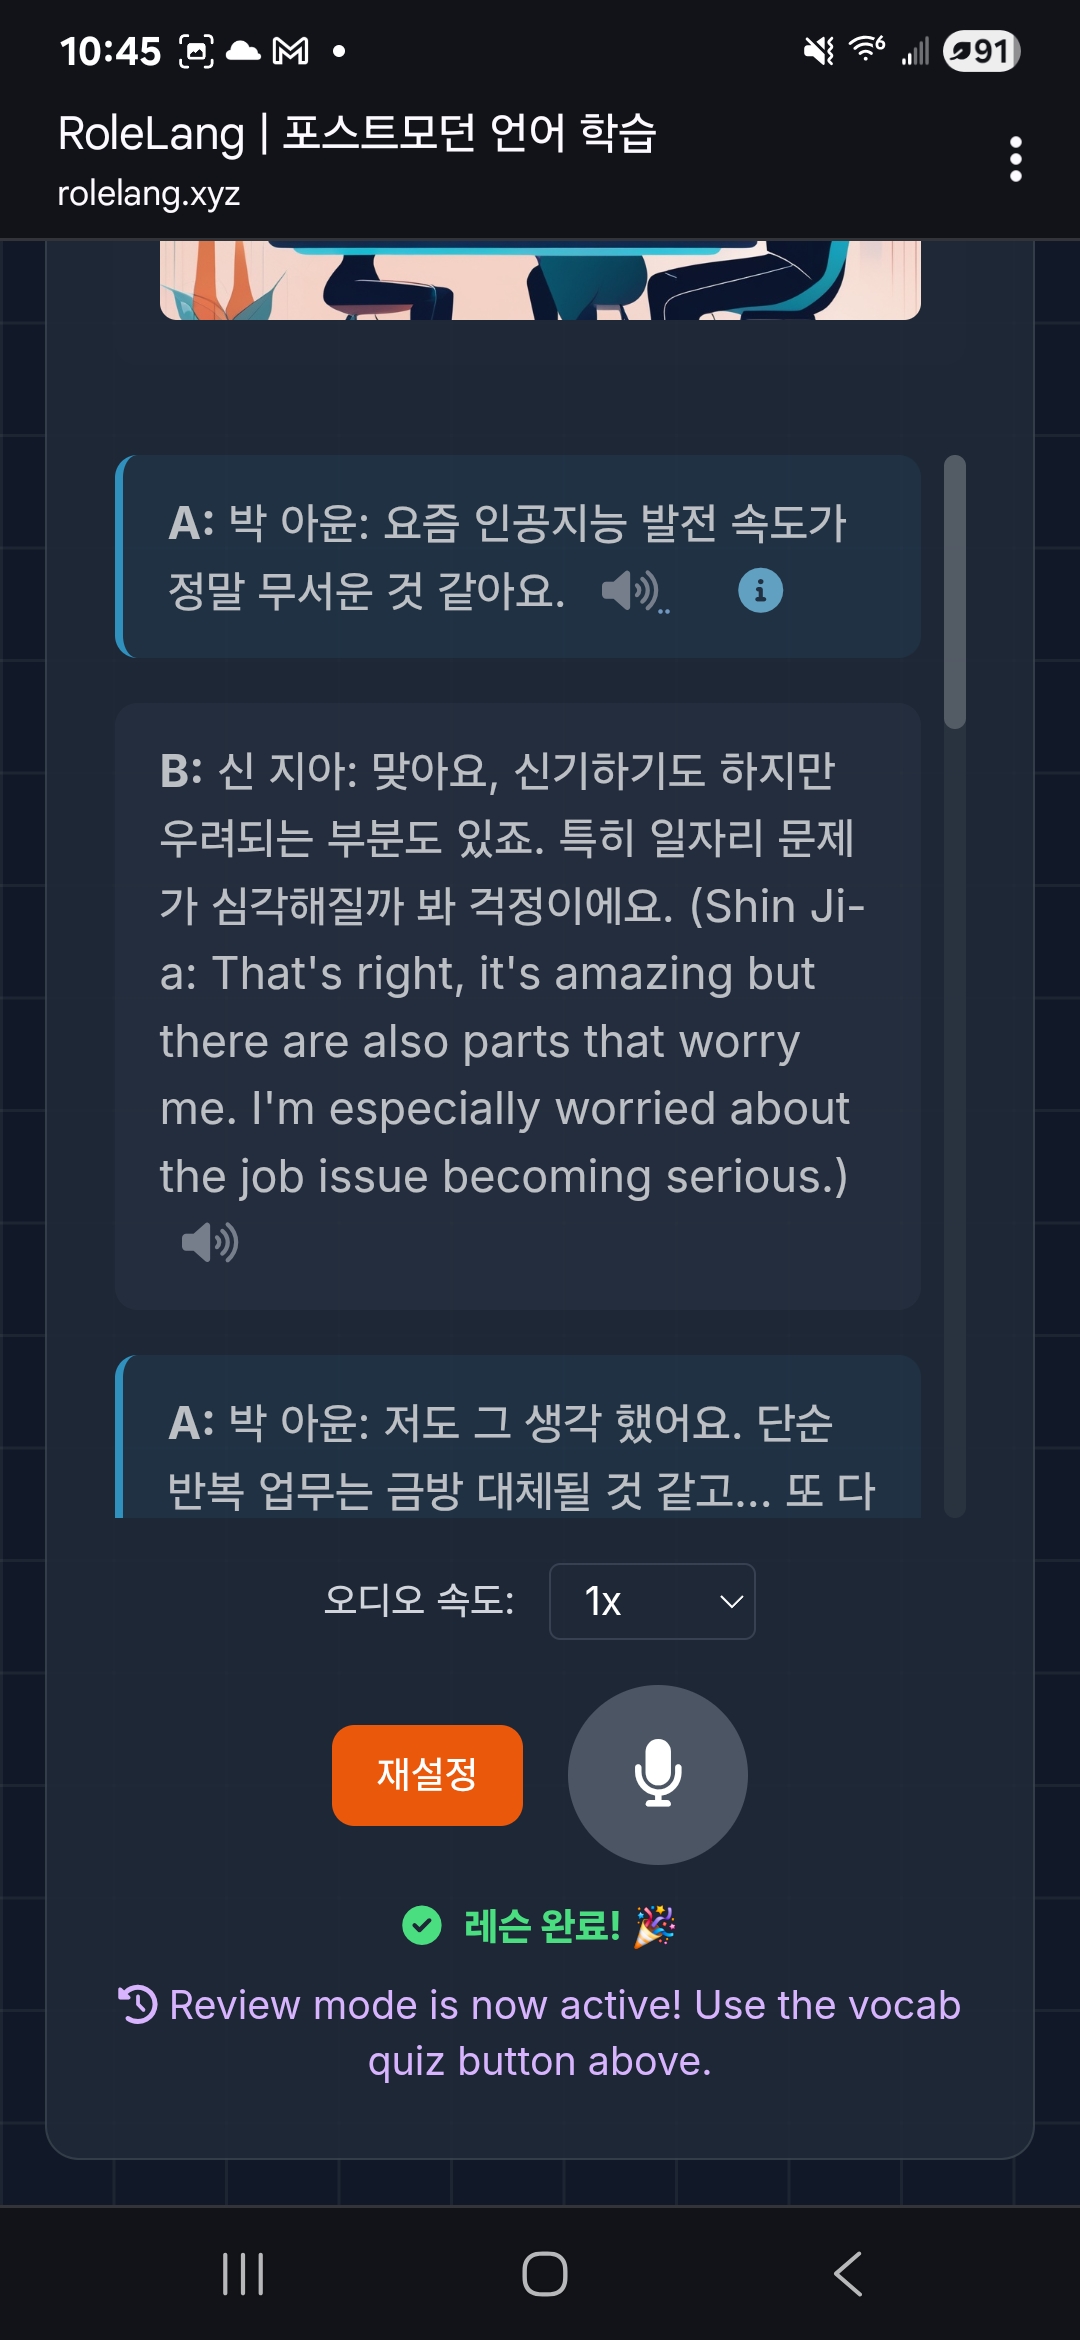 10:45
6
91
RoleLang | 포스트모던 언어 학습
rolelang.xyz
A: 박 아윤: 요즘 인공지능 발전 속도가
정말 무서운 것 같아요.
B: 신 지아: 맞아요, 신기하기도 하지만
우려되는 부분도 있죠. 특히 일자리 문제
가 심각해질까 봐 걱정이에요. (Shin Ji-
a: That's right, it's amazing but
there are also parts that worry
me. I'm especially worried about
the job issue becoming serious.)
A: 박 아윤: 저도 그 생각 했어요. 단순
반복 업무는 금방 대체될 것 같고... 또 다
오디오 속도: 1x
재설정
레슨 완료! 🎉
Review mode is now active! Use the vocab
quiz button above.